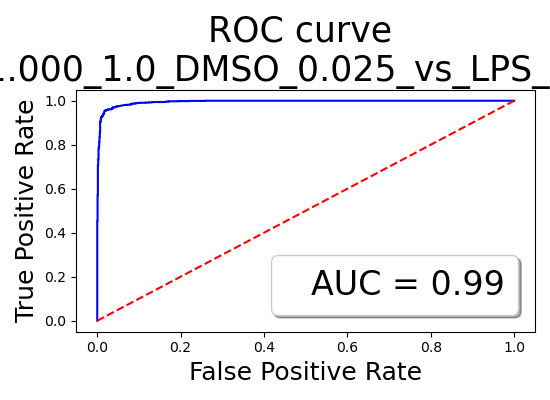 ROC curve
1.000_1.0_DMSO_0.025_vs_LPS_
1.0
0.8
0.6
0.4
0.2
0.0
True Positive Rate
AUC = 0.99
0.0 0.2 0.4 0.6 0.8 1.0
False Positive Rate